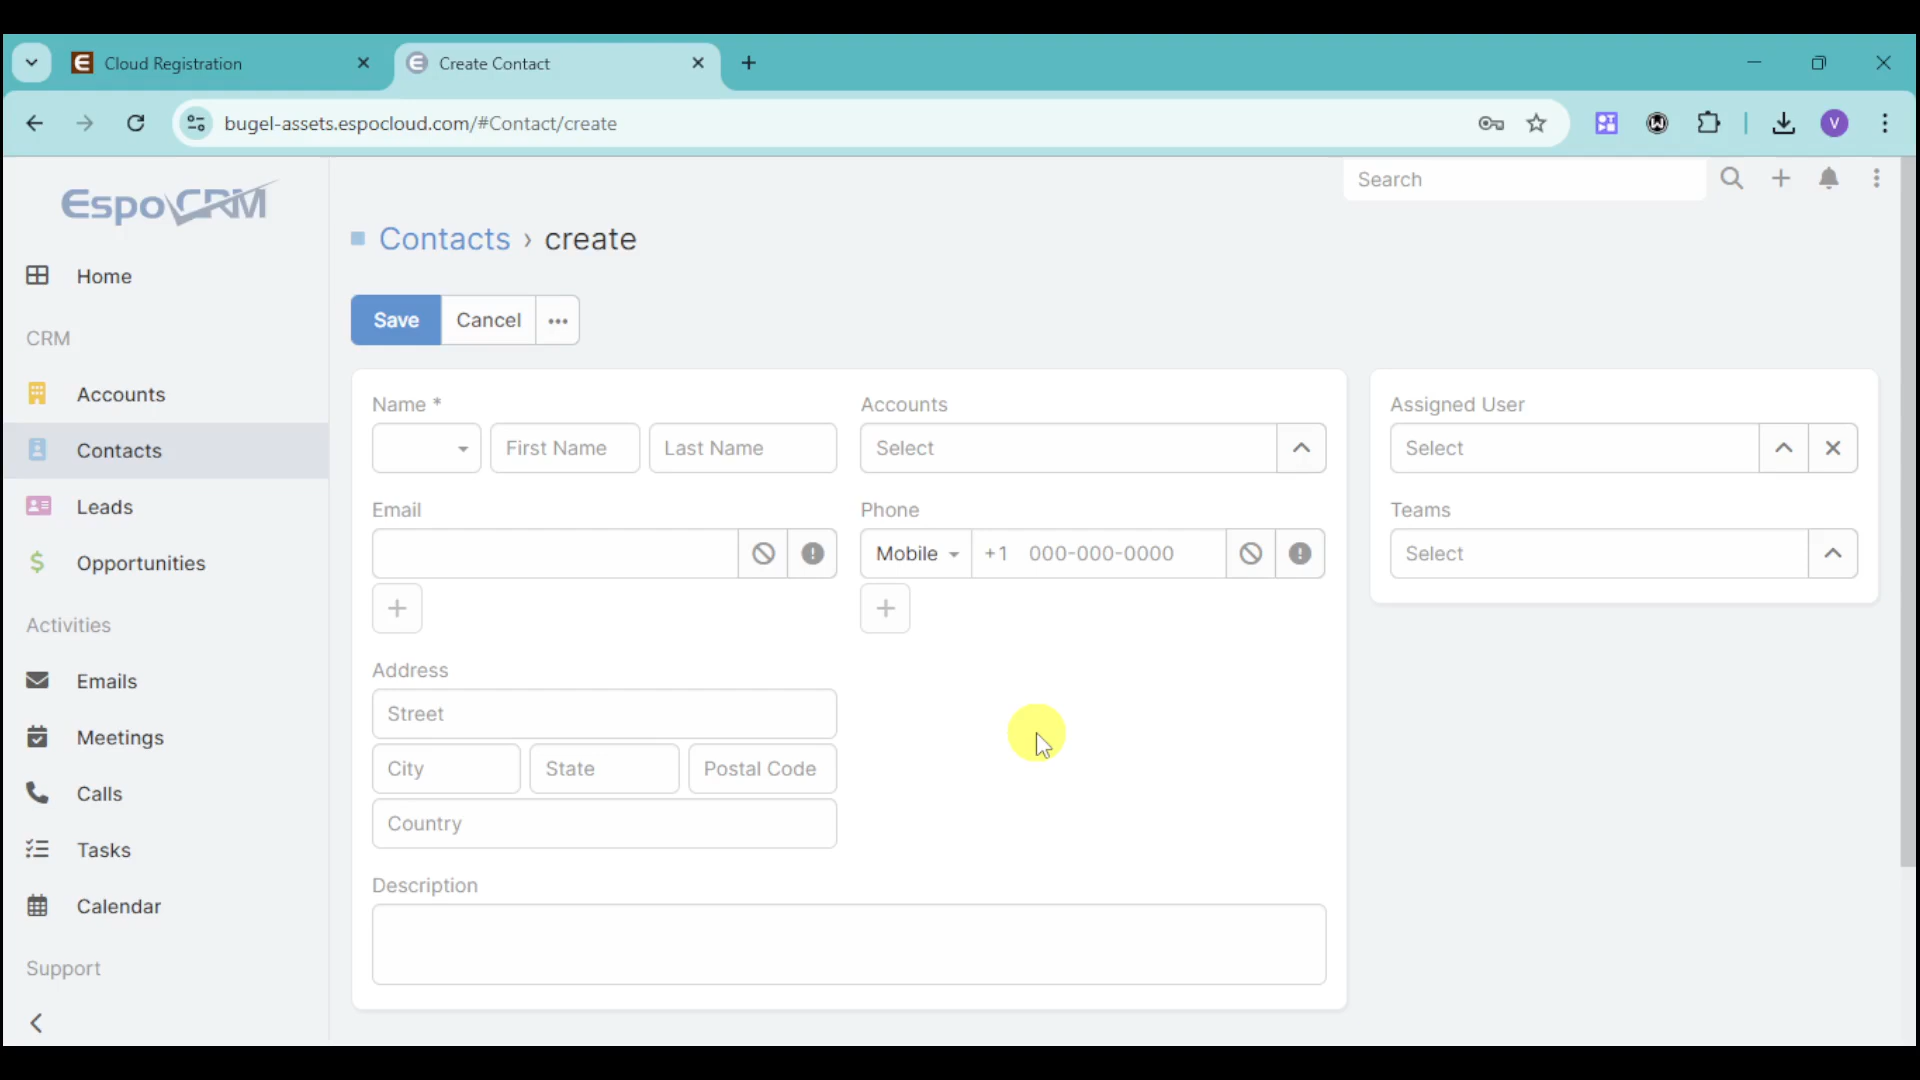 Cloud Registration
Create Contact
bugel-assets.espocloud.com/#Contact/create
V
EspoCRM
Search
Contacts › create
Home
Save
Cancel
CRM
Accounts
Contacts
Leads
Opportunities
Activities
Emails
Meetings
Calls
Tasks
Calendar
Support
Name *
First Name
Last Name
Accounts
Select
Email
Phone
Mobile
+1 000-000-0000
Address
Street
City
State
Postal Code
Country
Description
Assigned User
Select
Teams
Select